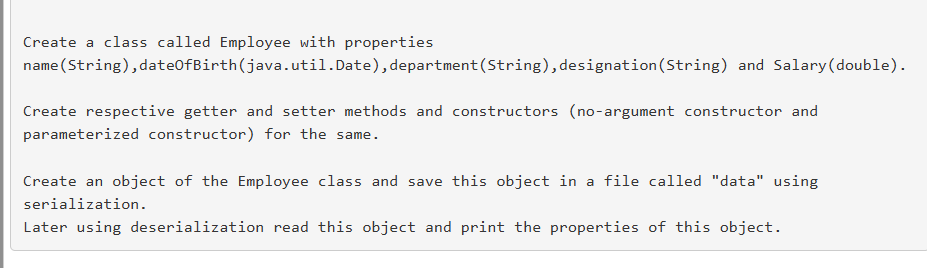 Create a class called Employee with properties
name(String),dateOfBirth(java.util.Date),department(String),designation(String) and Salary(double).
Create respective getter and setter methods and constructors (no-argument constructor and
parameterized constructor) for the same.
Create an object of the Employee class and save this object in a file called "data" using
serialization.
Later using deserialization read this object and print the properties of this object.